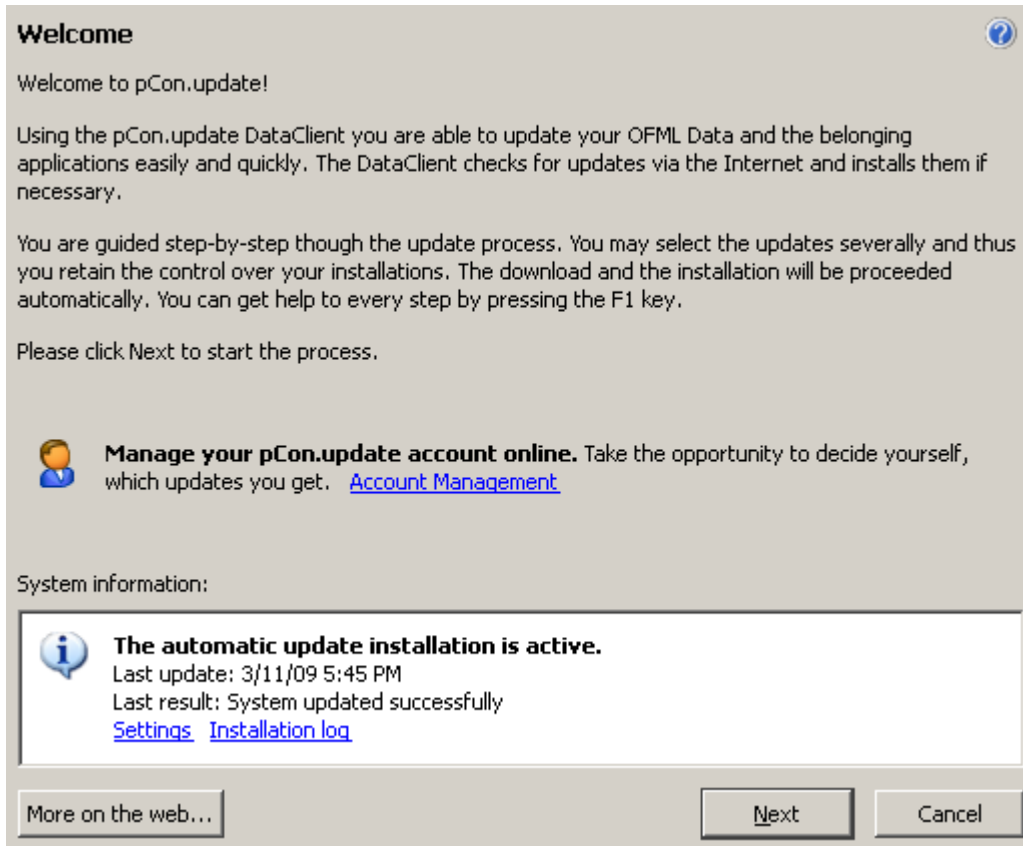 Welcome
Welcome to pCon.update!
Using the pCon.update DataClient you are able to update your OFML Data and the belonging
applications easily and quickly. The DataClient checks for updates via the Internet and installs them if
necessary.
You are guided step-by-step though the update process. You may select the updates severally and thus
you retain the control over your installations. The download and the installation will be proceeded
automatically. You can get help to every step by pressing the F1 key.
Please click Next to start the process.
Manage your pCon.update account online. Take the opportunity to decide yourself,
which updates you get. Account Management
System information:
The automatic update installation is active.
Last update: 3/11/09 5:45 PM
Last result: System updated successfully
Settings Installation log
More on the web... Next Cancel